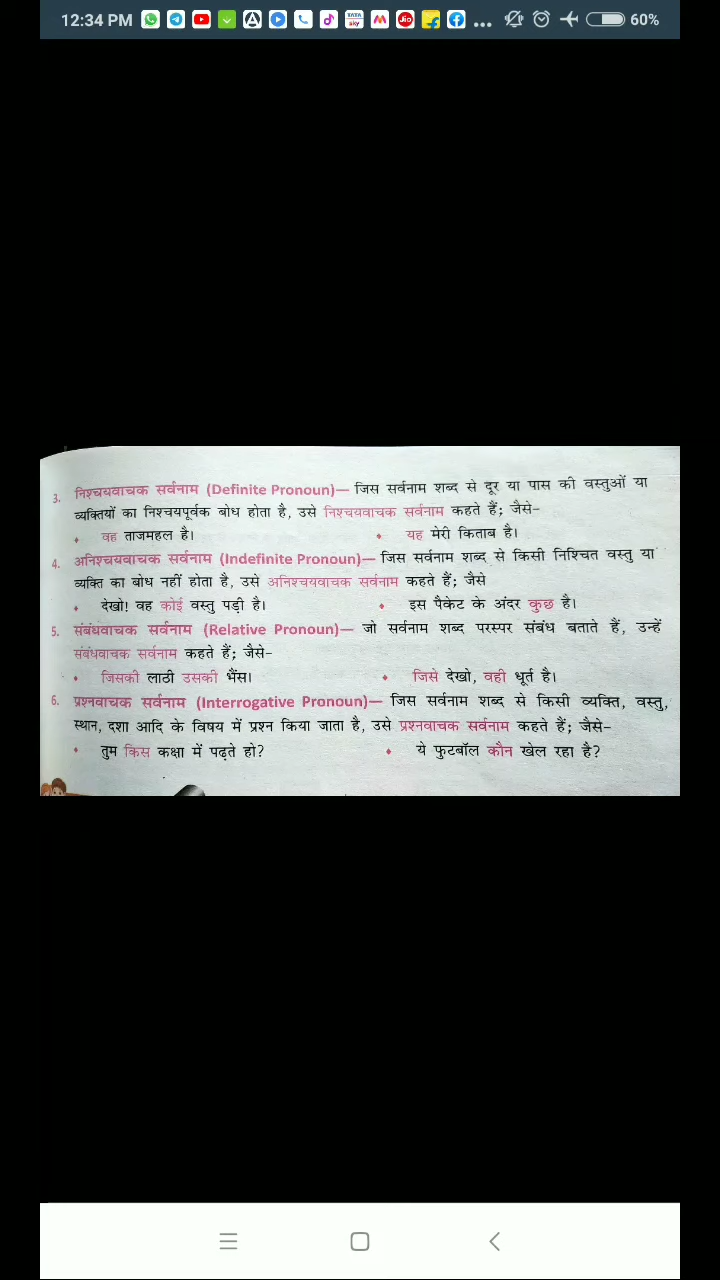 12:34 PM TATA sky Jio ... 60%
3. निश्चयवाचक सर्वनाम (Definite Pronoun)— जिस सर्वनाम शब्द से दूर या पास की वस्तुओं या
व्यक्तियों का निश्चयपूर्वक बोध होता है, उसे निश्चयवाचक सर्वनाम कहते हैं; जैसे–
♦ वह ताजमहल है। ♦ यह मेरी किताब है।
4. अनिश्चयवाचक सर्वनाम (Indefinite Pronoun)— जिस सर्वनाम शब्द से किसी निश्चित वस्तु या
व्यक्ति का बोध नहीं होता है, उसे अनिश्चयवाचक सर्वनाम कहते हैं; जैसे
♦ देखो! वह कोई वस्तु पड़ी है। ♦ इस पैकेट के अंदर कुछ है।
5. संबंधवाचक सर्वनाम (Relative Pronoun)— जो सर्वनाम शब्द परस्पर संबंध बताते हैं, उन्हें
संबंधवाचक सर्वनाम कहते हैं; जैसे–
♦ जिसकी लाठी उसकी भैंस। ♦ जिसे देखो, वही धूर्त है।
6. प्रश्नवाचक सर्वनाम (Interrogative Pronoun)— जिस सर्वनाम शब्द से किसी व्यक्ति, वस्तु,
स्थान, दशा आदि के विषय में प्रश्न किया जाता है, उसे प्रश्नवाचक सर्वनाम कहते हैं; जैसे–
♦ तुम किस कक्षा में पढ़ते हो? ♦ ये फुटबॉल कौन खेल रहा है?